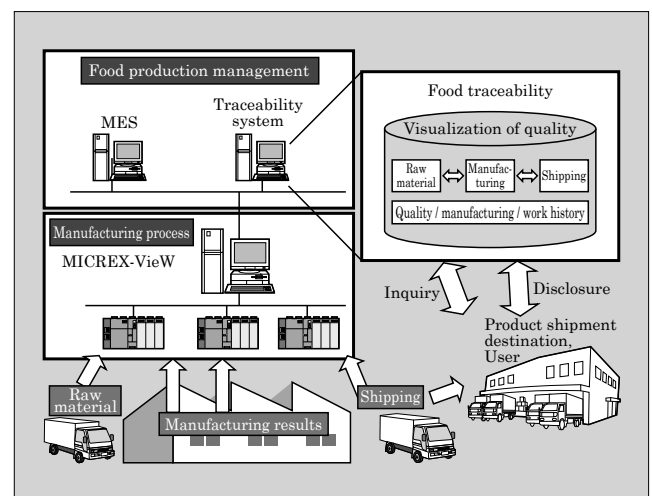 Food production management
MES
Traceability
system
Food traceability
Visualization of quality
Raw
material
Manufac-
turing
Shipping
Quality / manufacturing / work history
Manufacturing process
MICREX-VieW
Inquiry
Disclosure
Product shipment
destination,
User
Raw
material
Manufacturing results
Shipping